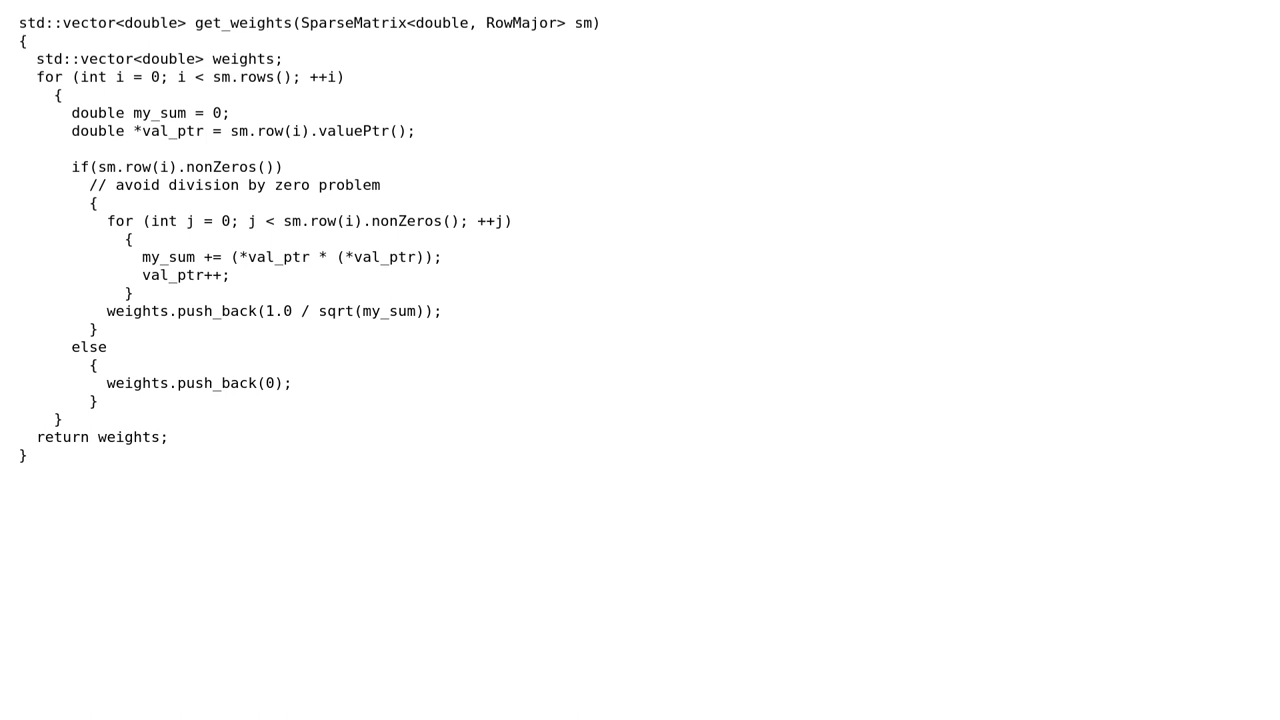 std::vector<double> get_weights(SparseMatrix<double, RowMajor> sm)
{
  std::vector<double> weights;
  for (int i = 0; i < sm.rows(); ++i)
    {
      double my_sum = 0;
      double *val_ptr = sm.row(i).valuePtr();

      if(sm.row(i).nonZeros())
        // avoid division by zero problem
        {
          for (int j = 0; j < sm.row(i).nonZeros(); ++j)
            {
              my_sum += (*val_ptr * (*val_ptr));
              val_ptr++;
            }
          weights.push_back(1.0 / sqrt(my_sum));
        }
      else
        {
          weights.push_back(0);
        }
    }
  return weights;
}